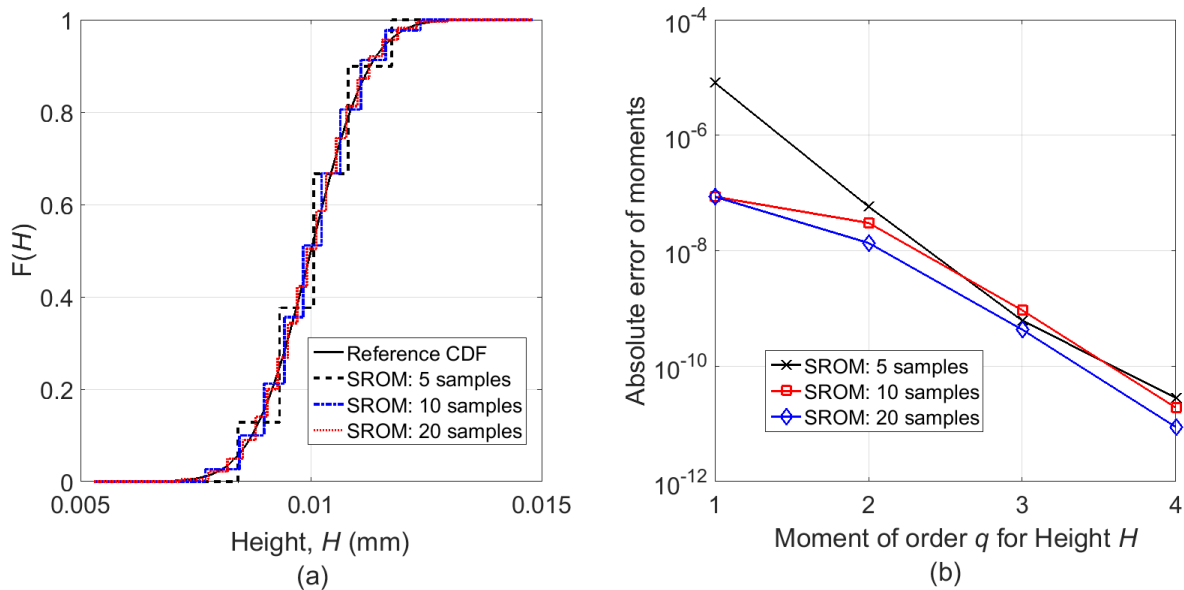 1
0.8
0.6
0.4
0.2
0
F(H)
Reference CDF
SROM: 5 samples
SROM: 10 samples
SROM: 20 samples
0.005
0.01
0.015
Height, H (mm)
(a)
10⁻⁴
10⁻⁶
10⁻⁸
10⁻¹⁰
10⁻¹²
Absolute error of moments
SROM: 5 samples
SROM: 10 samples
SROM: 20 samples
1
2
3
4
Moment of order q for Height H
(b)